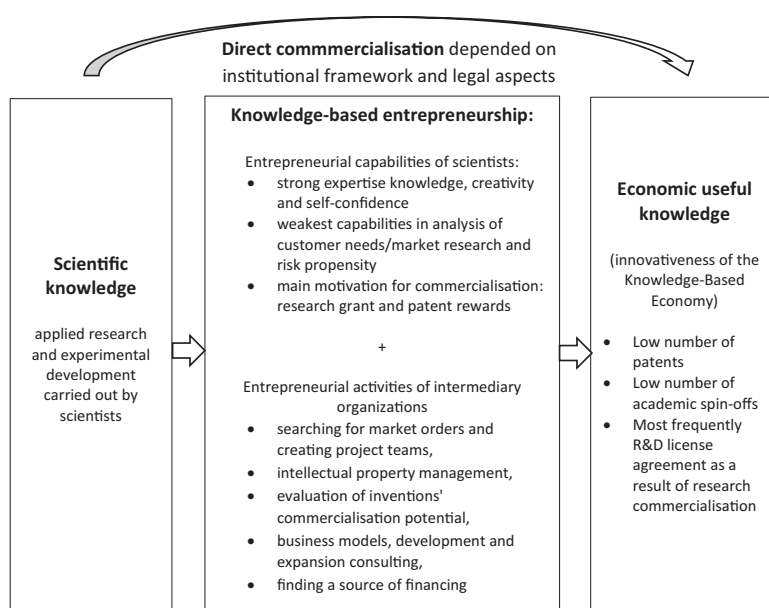 Direct commmercialisation depended on
institutional framework and legal aspects
Scientific
knowledge
applied research
and experimental
development
carried out by
scientists
Knowledge-based entrepreneurship:
Entrepreneurial capabilities of scientists:
• strong expertise knowledge, creativity
and self-confidence
• weakest capabilities in analysis of
customer needs/market research and
risk propensity
• main motivation for commercialisation:
research grant and patent rewards
+
Entrepreneurial activities of intermediary
organizations
• searching for market orders and
creating project teams,
• intellectual property management,
• evaluation of inventions'
commercialisation potential,
• business models, development and
expansion consulting,
• finding a source of financing
Economic useful
knowledge
(innovativeness of the
Knowledge-Based
Economy)
• Low number of
patents
• Low number of
academic spin-offs
• Most frequently
R&D license
agreement as a
result of research
commercialisation